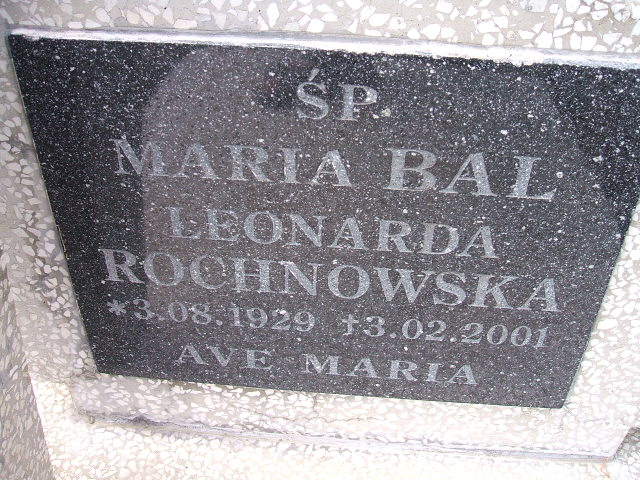 ŚP.
MARIA BAL
LEONARDA
ROCHNOWSKA
*3.08.1929 †3.02.2001
AVE MARIA